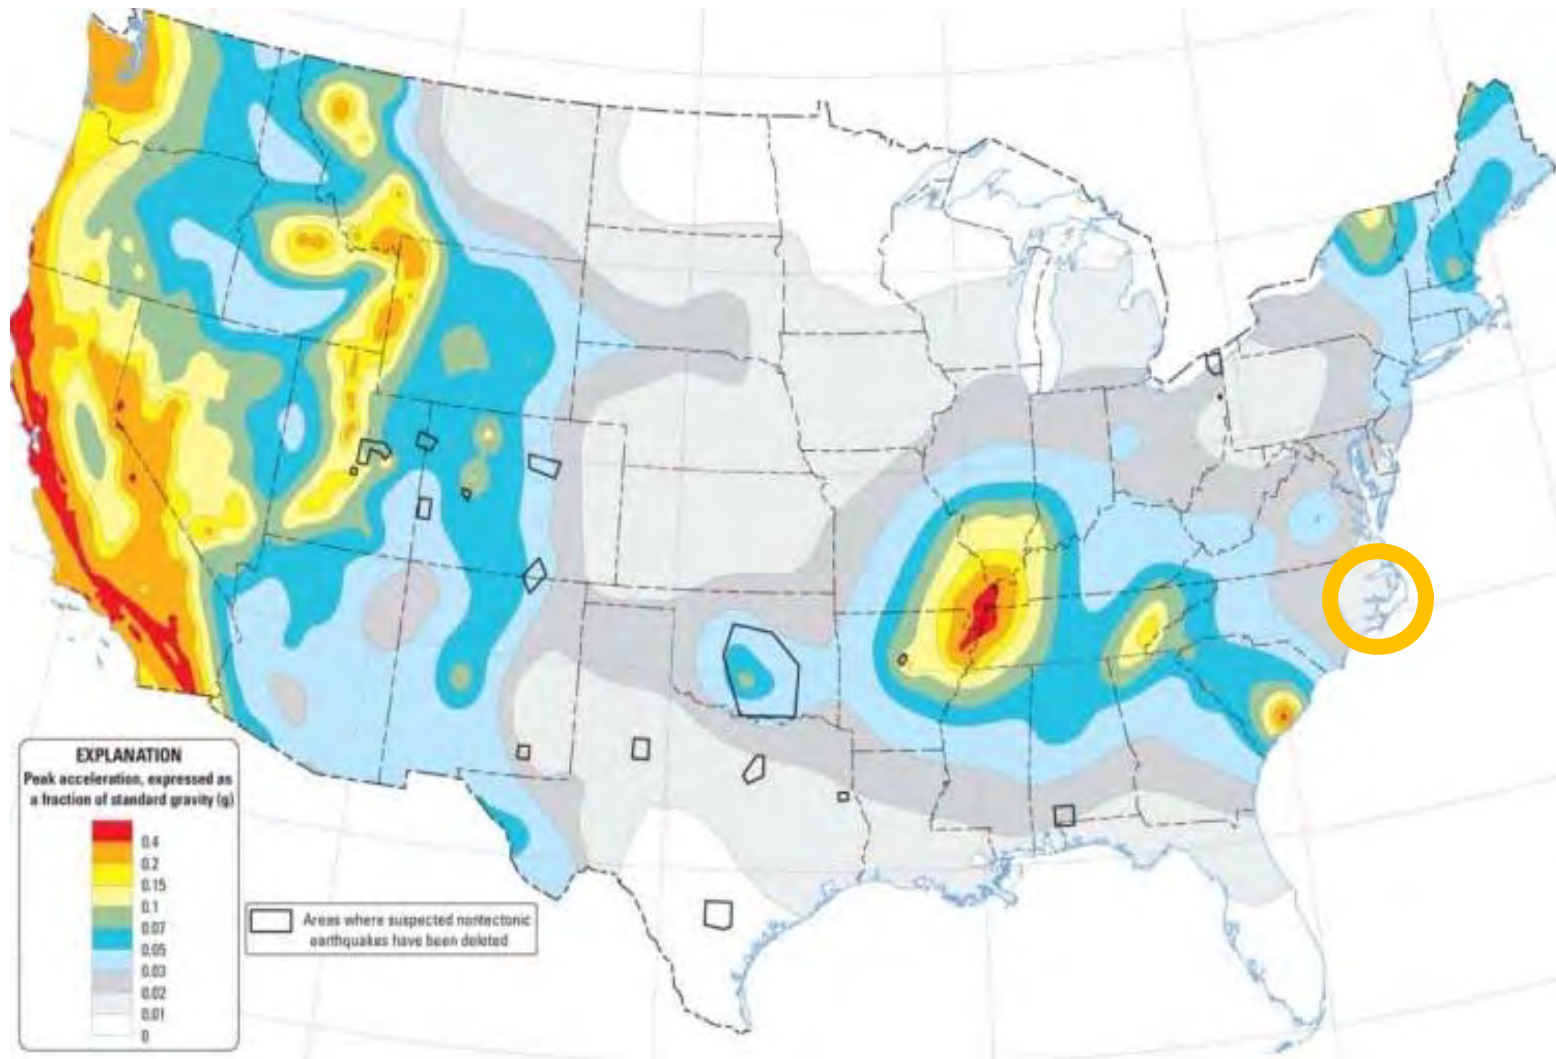 EXPLANATION
Peak acceleration, expressed as
a fraction of standard gravity (g)
0.4
0.2
0.15
0.1
0.07
0.05
0.03
0.02
0.01
0
Areas where suspected nontectonic
earthquakes have been deleted